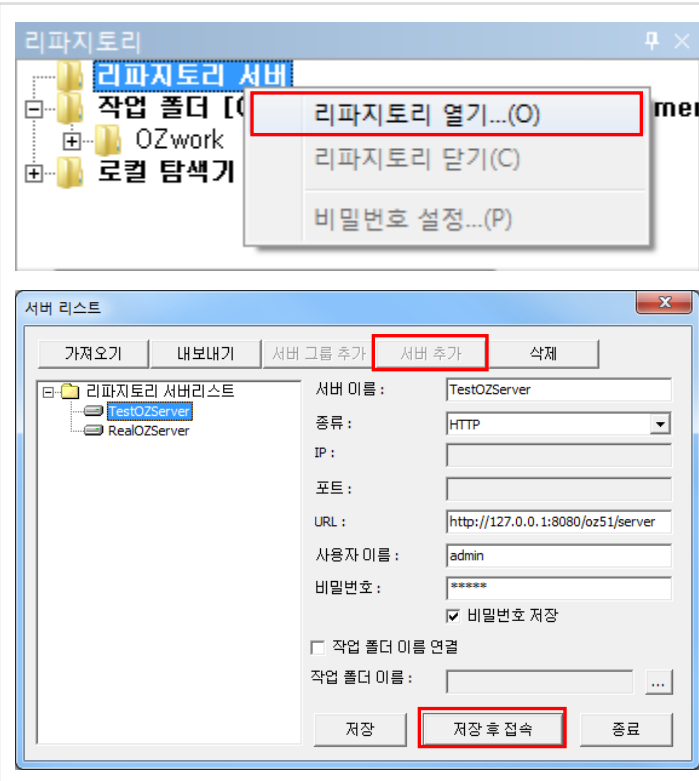 리파지토리
리파지토리 서버
작업 폴더 [
리파지토리 열기...(O)
OZwork
리파지토리 닫기(C)
로컬 탐색기
비밀번호 설정...(P)
서버 리스트
가져오기 내보내기 서버 그룹 추가 서버 추가 삭제
리파지토리 서버리스트
TestOZServer
RealOZServer
서버 이름 : TestOZServer
종류 : HTTP
IP :
포트 :
URL : http://127.0.0.1:8080/oz51/server
사용자 이름 : admin
비밀번호 : *****
비밀번호 저장
작업 폴더 이름 연결
작업 폴더 이름 : ...
저장 저장 후 접속 종료